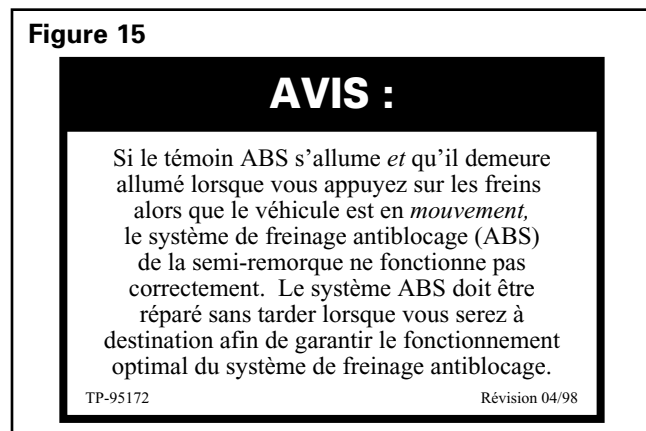 Figure 15
AVIS :
Si le témoin ABS s'allume et qu'il demeure
allumé lorsque vous appuyez sur les freins
alors que le véhicule est en mouvement,
le système de freinage antiblocage (ABS)
de la semi-remorque ne fonctionne pas
correctement.  Le système ABS doit être
réparé sans tarder lorsque vous serez à
destination afin de garantir le fonctionnement
optimal du système de freinage antiblocage.
TP-95172 Révision 04/98